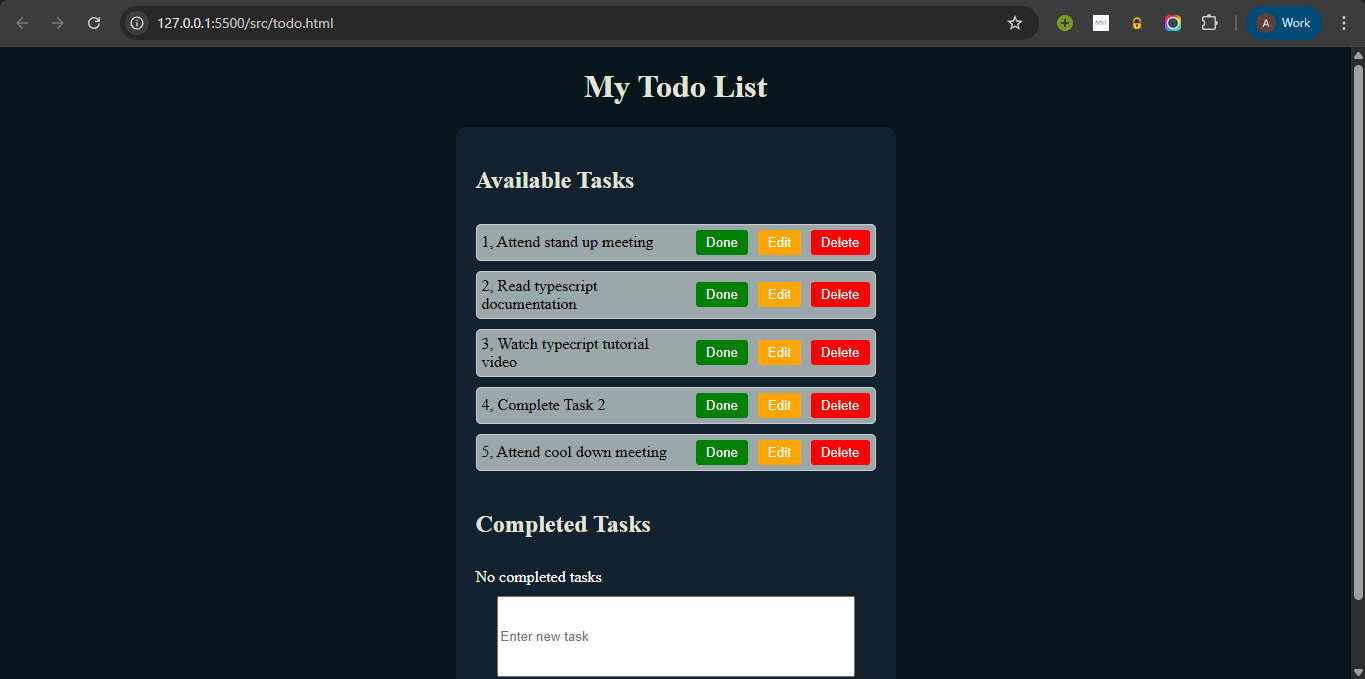 127.0.0.1:5500/src/todo.html
A Work
My Todo List
Available Tasks
1, Attend stand up meeting Done Edit Delete
2, Read typescript
documentation Done Edit Delete
3, Watch typecript tutorial
video Done Edit Delete
4, Complete Task 2 Done Edit Delete
5, Attend cool down meeting Done Edit Delete
Completed Tasks
No completed tasks
Enter new task